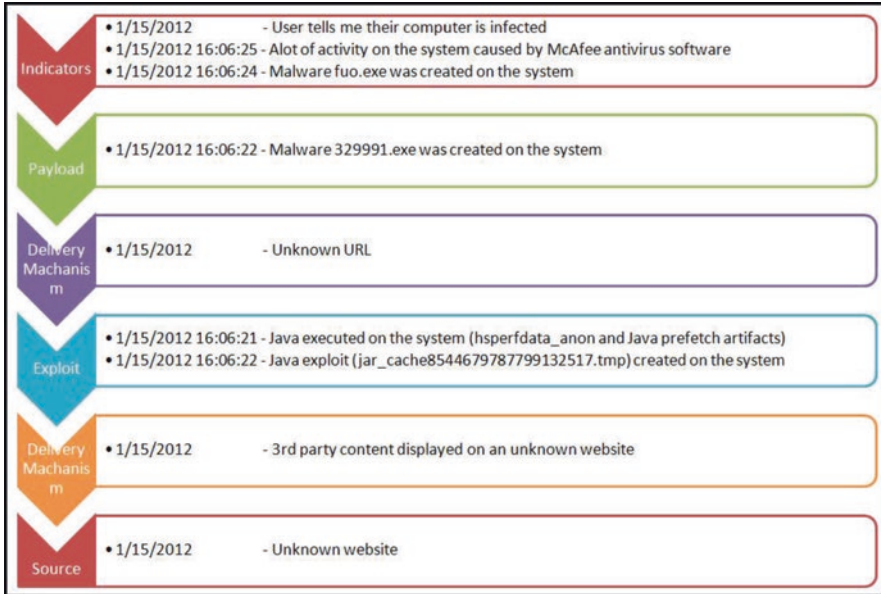 Indicators
• 1/15/2012 - User tells me their computer is infected
• 1/15/2012 16:06:25 - Alot of activity on the system caused by McAfee antivirus software
• 1/15/2012 16:06:24 - Malware fuo.exe was created on the system
Payload
• 1/15/2012 16:06:22 - Malware 329991.exe was created on the system
Delivery
Machanis
m
• 1/15/2012 - Unknown URL
Exploit
• 1/15/2012 16:06:21 - Java executed on the system (hsperfdata_anon and Java prefetch artifacts)
• 1/15/2012 16:06:22 - Java exploit (jar_cache8544679787799132517.tmp) created on the system
Delivery
Machanis
m
• 1/15/2012 - 3rd party content displayed on an unknown website
Source
• 1/15/2012 - Unknown website